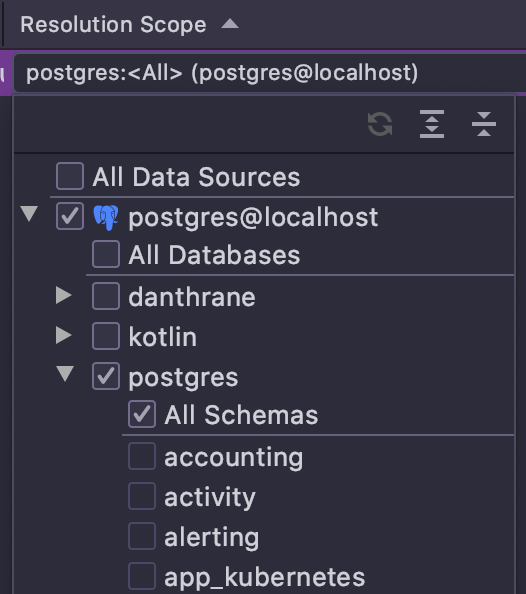 Resolution Scope
postgres:<All> (postgres@localhost)
All Data Sources
postgres@localhost
All Databases
danthrane
kotlin
postgres
All Schemas
accounting
activity
alerting
app_kubernetes